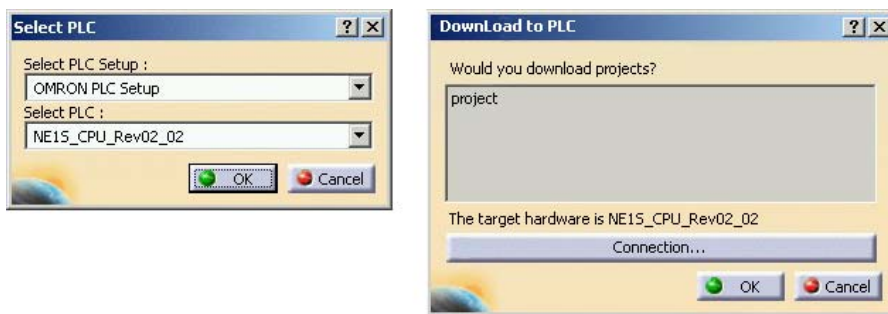 Select PLC
Select PLC Setup :
OMRON PLC Setup
Select PLC :
NE1S_CPU_Rev02_02
OK
Cancel
DownLoad to PLC
Would you download projects?
project
The target hardware is NE1S_CPU_Rev02_02
Connection...
OK
Cancel